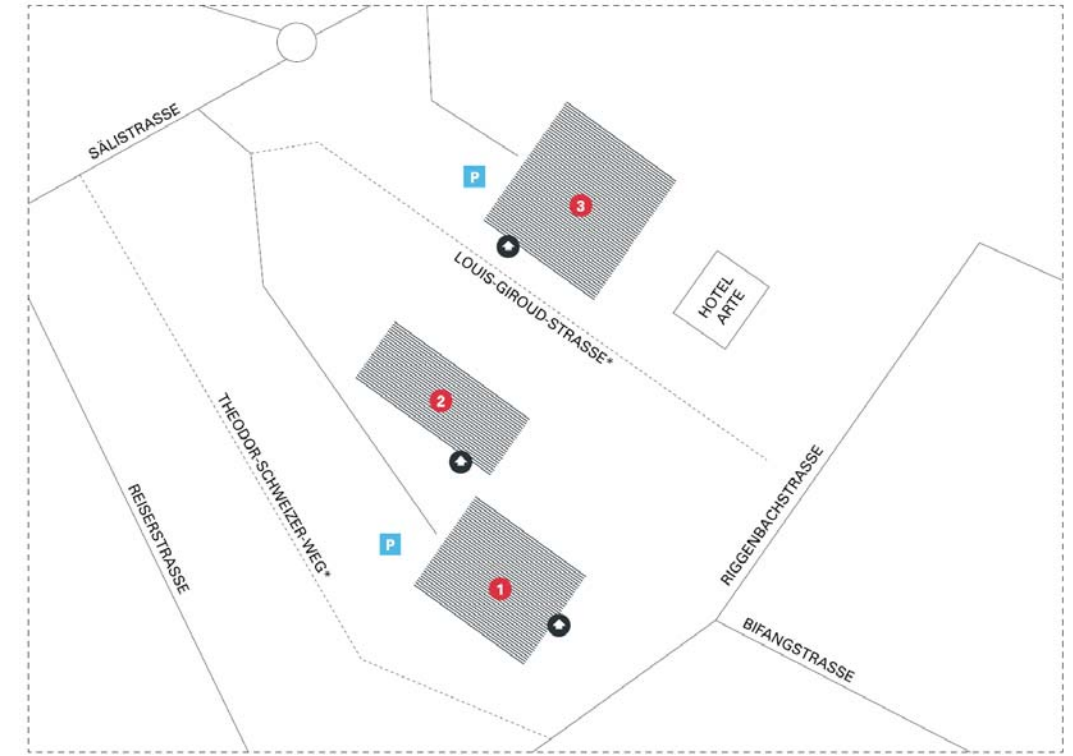 SÄLISTRASSE
P
3
LOUIS-GIROUD-STRASSE*
HOTEL
ARTE
2
THEODOR-SCHWEIZER-WEG*
REISERSTRASSE
P
1
RIGGENBACHSTRASSE
BIFANGSTRASSE